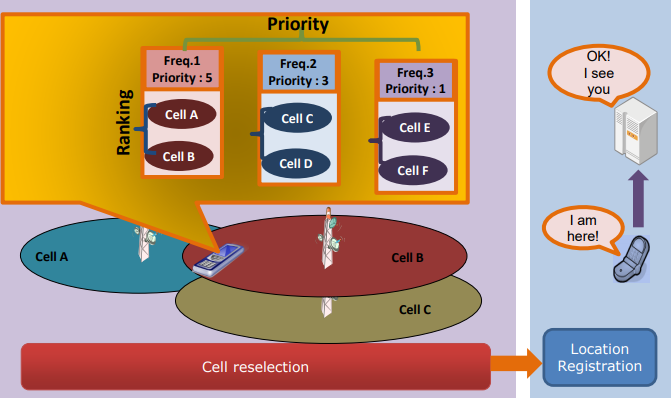 Priority
Ranking
Freq.1
Priority : 5
Cell A
Cell B
Freq.2
Priority : 3
Cell C
Cell D
Freq.3
Priority : 1
Cell E
Cell F
Cell A
Cell B
Cell C
Cell reselection
OK!
I see
you
I am
here!
Location
Registration